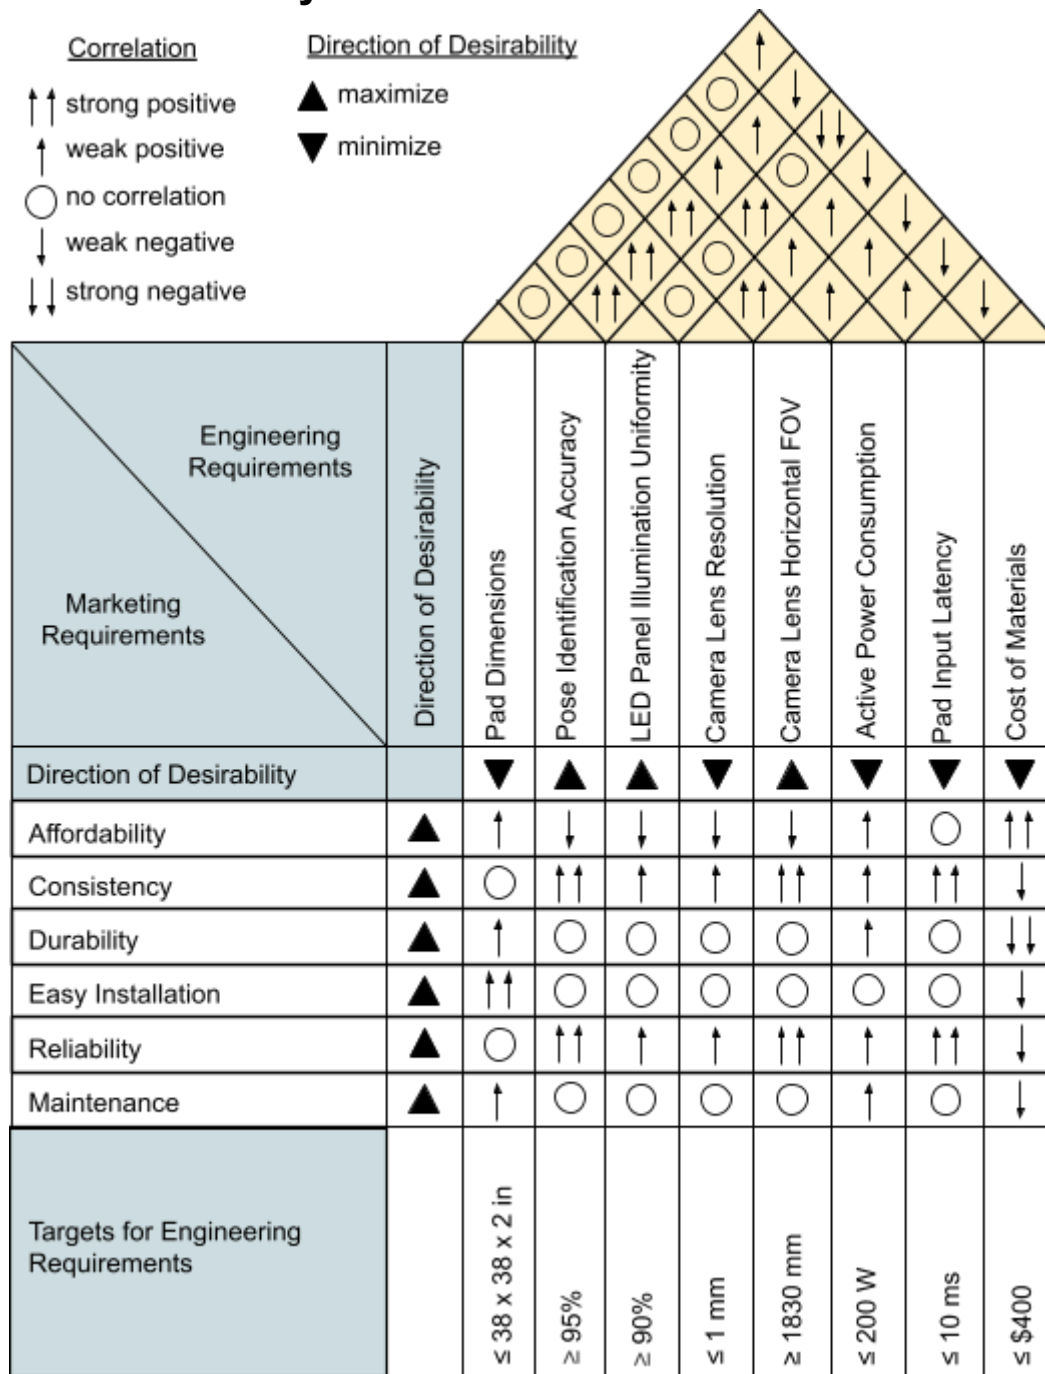 Correlation
strong positive
weak positive
no correlation
weak negative
strong negative
Direction of Desirability
maximize
minimize
Engineering
Requirements
Marketing
Requirements
Direction of Desirability
Pad Dimensions
Pose Identification Accuracy
LED Panel Illumination Uniformity
Camera Lens Resolution
Camera Lens Horizontal FOV
Active Power Consumption
Pad Input Latency
Cost of Materials
Direction of Desirability
Affordability
Consistency
Durability
Easy Installation
Reliability
Maintenance
Targets for Engineering
Requirements
≤ 38 x 38 x 2 in
≥ 95%
≥ 90%
≤ 1 mm
≥ 1830 mm
≤ 200 W
≤ 10 ms
≤ $400